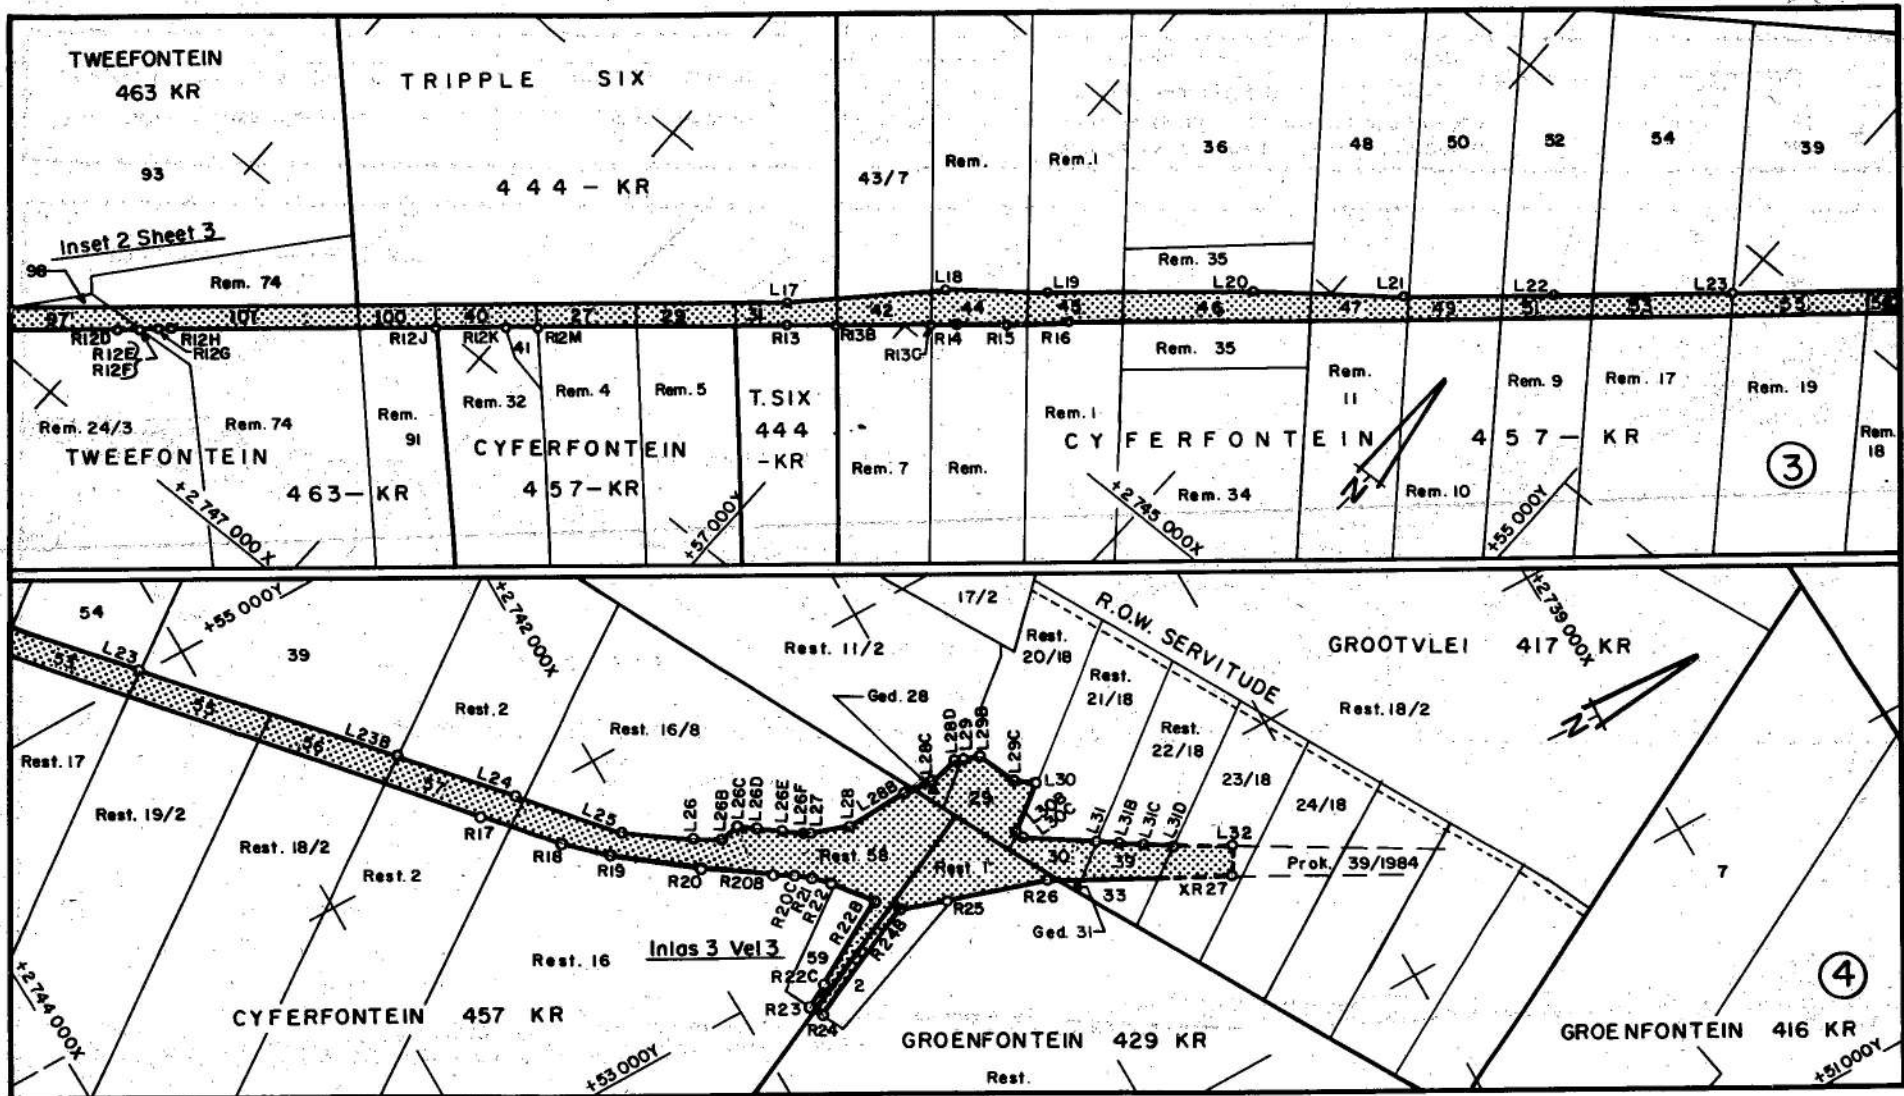 TWEEFONTEIN
463 KR
TRIPPLE SIX
444-KR
93
Inset 2 Sheet 3
98
Rem. 74
43/7
Rem.
Rem.1
36
48
50
52
54
39
Rem. 35
L17
L18
L19
L20
L21
L22
L23
97
107
100
40
27
29
31
42
44
45
46
47
49
51
53
55
R12D
R12E
R12F
R12H
R12G
R12J
R12K
41
R12M
R13
R13B
R13C
R14
R15
R16
Rem. 24/3
Rem. 74
Rem.
91
Rem. 32
Rem. 4
Rem. 5
T.SIX
444
-KR
Rem. 7
Rem.
Rem. 1
Rem. 35
Rem.
11
Rem. 9
Rem. 17
Rem. 19
Rem.
18
TWEEFONTEIN
463-KR
CYFERFONTEIN
457-KR
CYFERFONTEIN 457-KR
Rem. 34
Rem. 10
N
3
+2 747 000 X
+57 000X
+2 745 000X
+55 000Y
54
+55 000Y
+2 742 000X
39
L23
53
55
56
57
L23B
L24
L25
Rest. 2
Rest. 16/8
Rest. 11/2
17/2
Ged. 28
Rest.
20/18
Rest.
21/18
Rest.
22/18
23/18
24/18
R.O.W. SERVITUDE
GROOTVLEI 417 KR
Rest.18/2
+2 739 000X
N
L26
L26B
L26C
L26D
L26E
L26F
L27
L28
L28B
L28C
L28D
L29
L29B
L29C
L30
L30B
L30C
L31
L31B
L31C
L31D
L32
29
Rest. 58
Rest 1
30
39
33
Prok. 39/1984
XR27
Rest. 17
Rest. 19/2
Rest. 18/2
Rest. 2
R17
R18
R19
R20
R20B
R20C
R21
R22
R22B
R24B
R25
R26
Ged. 31
Rest. 16
Inlas 3 Vel 3
59
R22C
R23
R24
2
+2 744 000X
CYFERFONTEIN 457 KR
+53 000Y
GROENFONTEIN 429 KR
Rest.
7
4
GROENFONTEIN 416 KR
+51 000Y